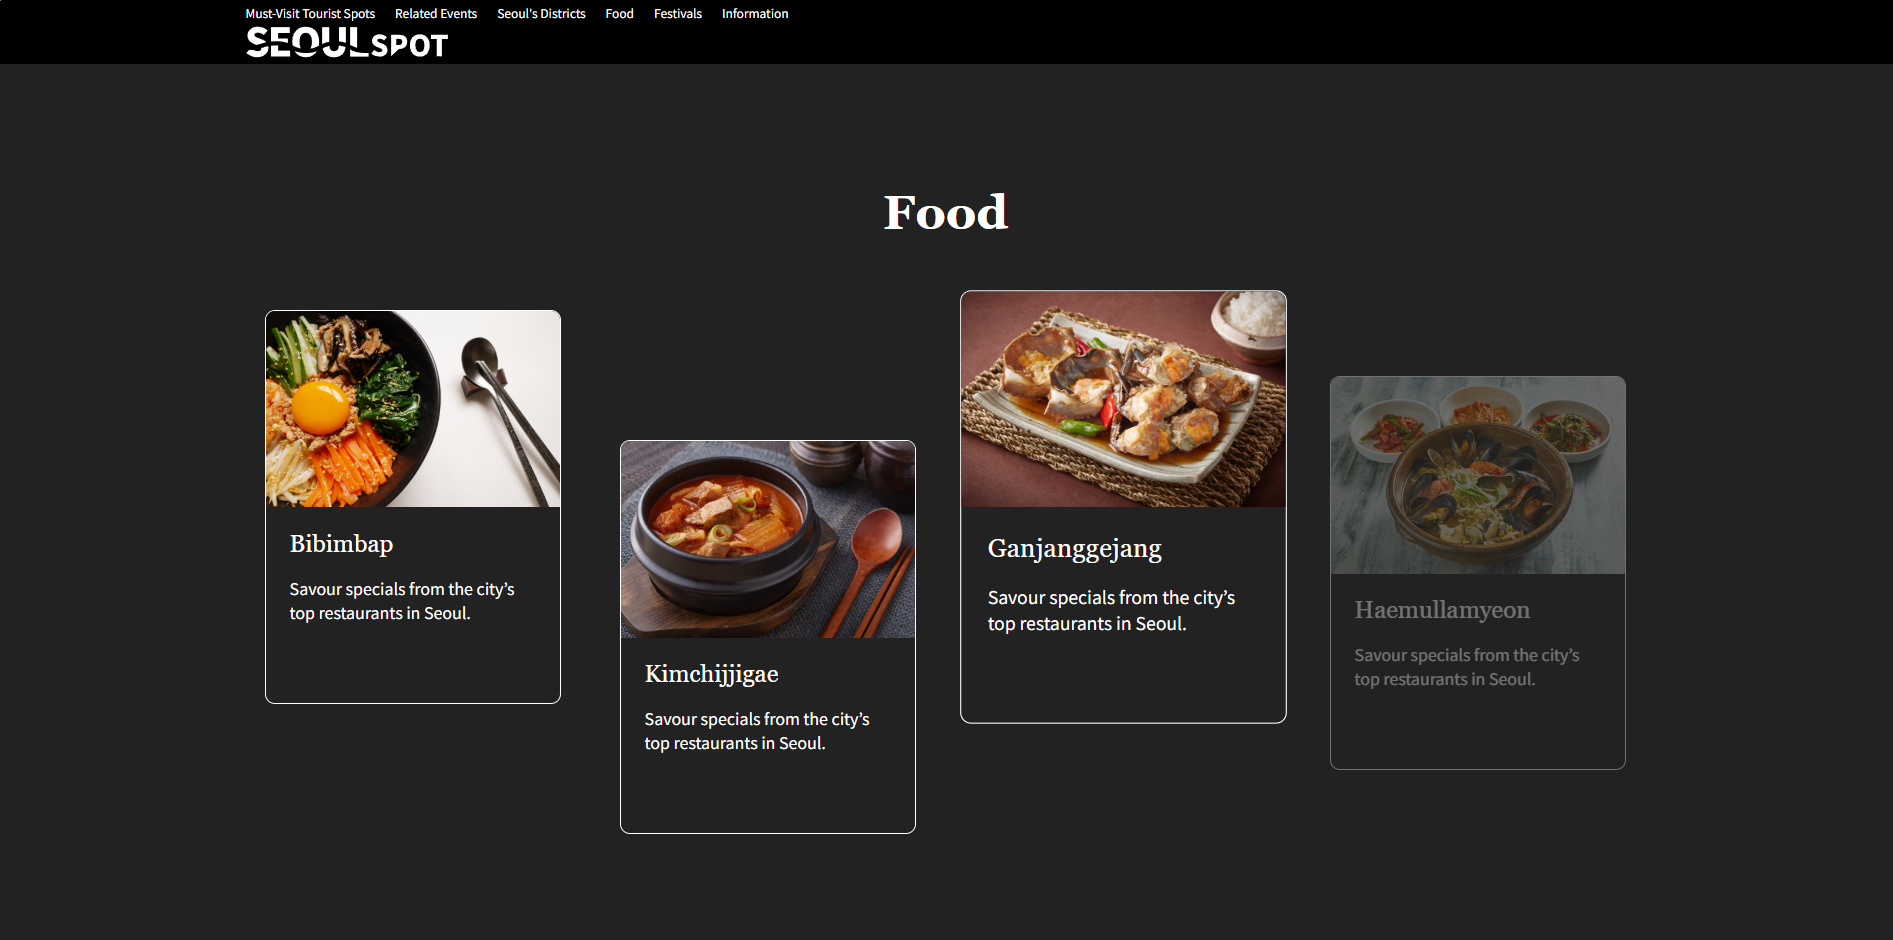 Must-Visit Tourist Spots Related Events Seoul's Districts Food Festivals Information
SEOUL SPOT
Food
Bibimbap
Savour specials from the city’s
top restaurants in Seoul.
Kimchijjigae
Savour specials from the city’s
top restaurants in Seoul.
Ganjanggejang
Savour specials from the city’s
top restaurants in Seoul.
Haemullamyeon
Savour specials from the city’s
top restaurants in Seoul.